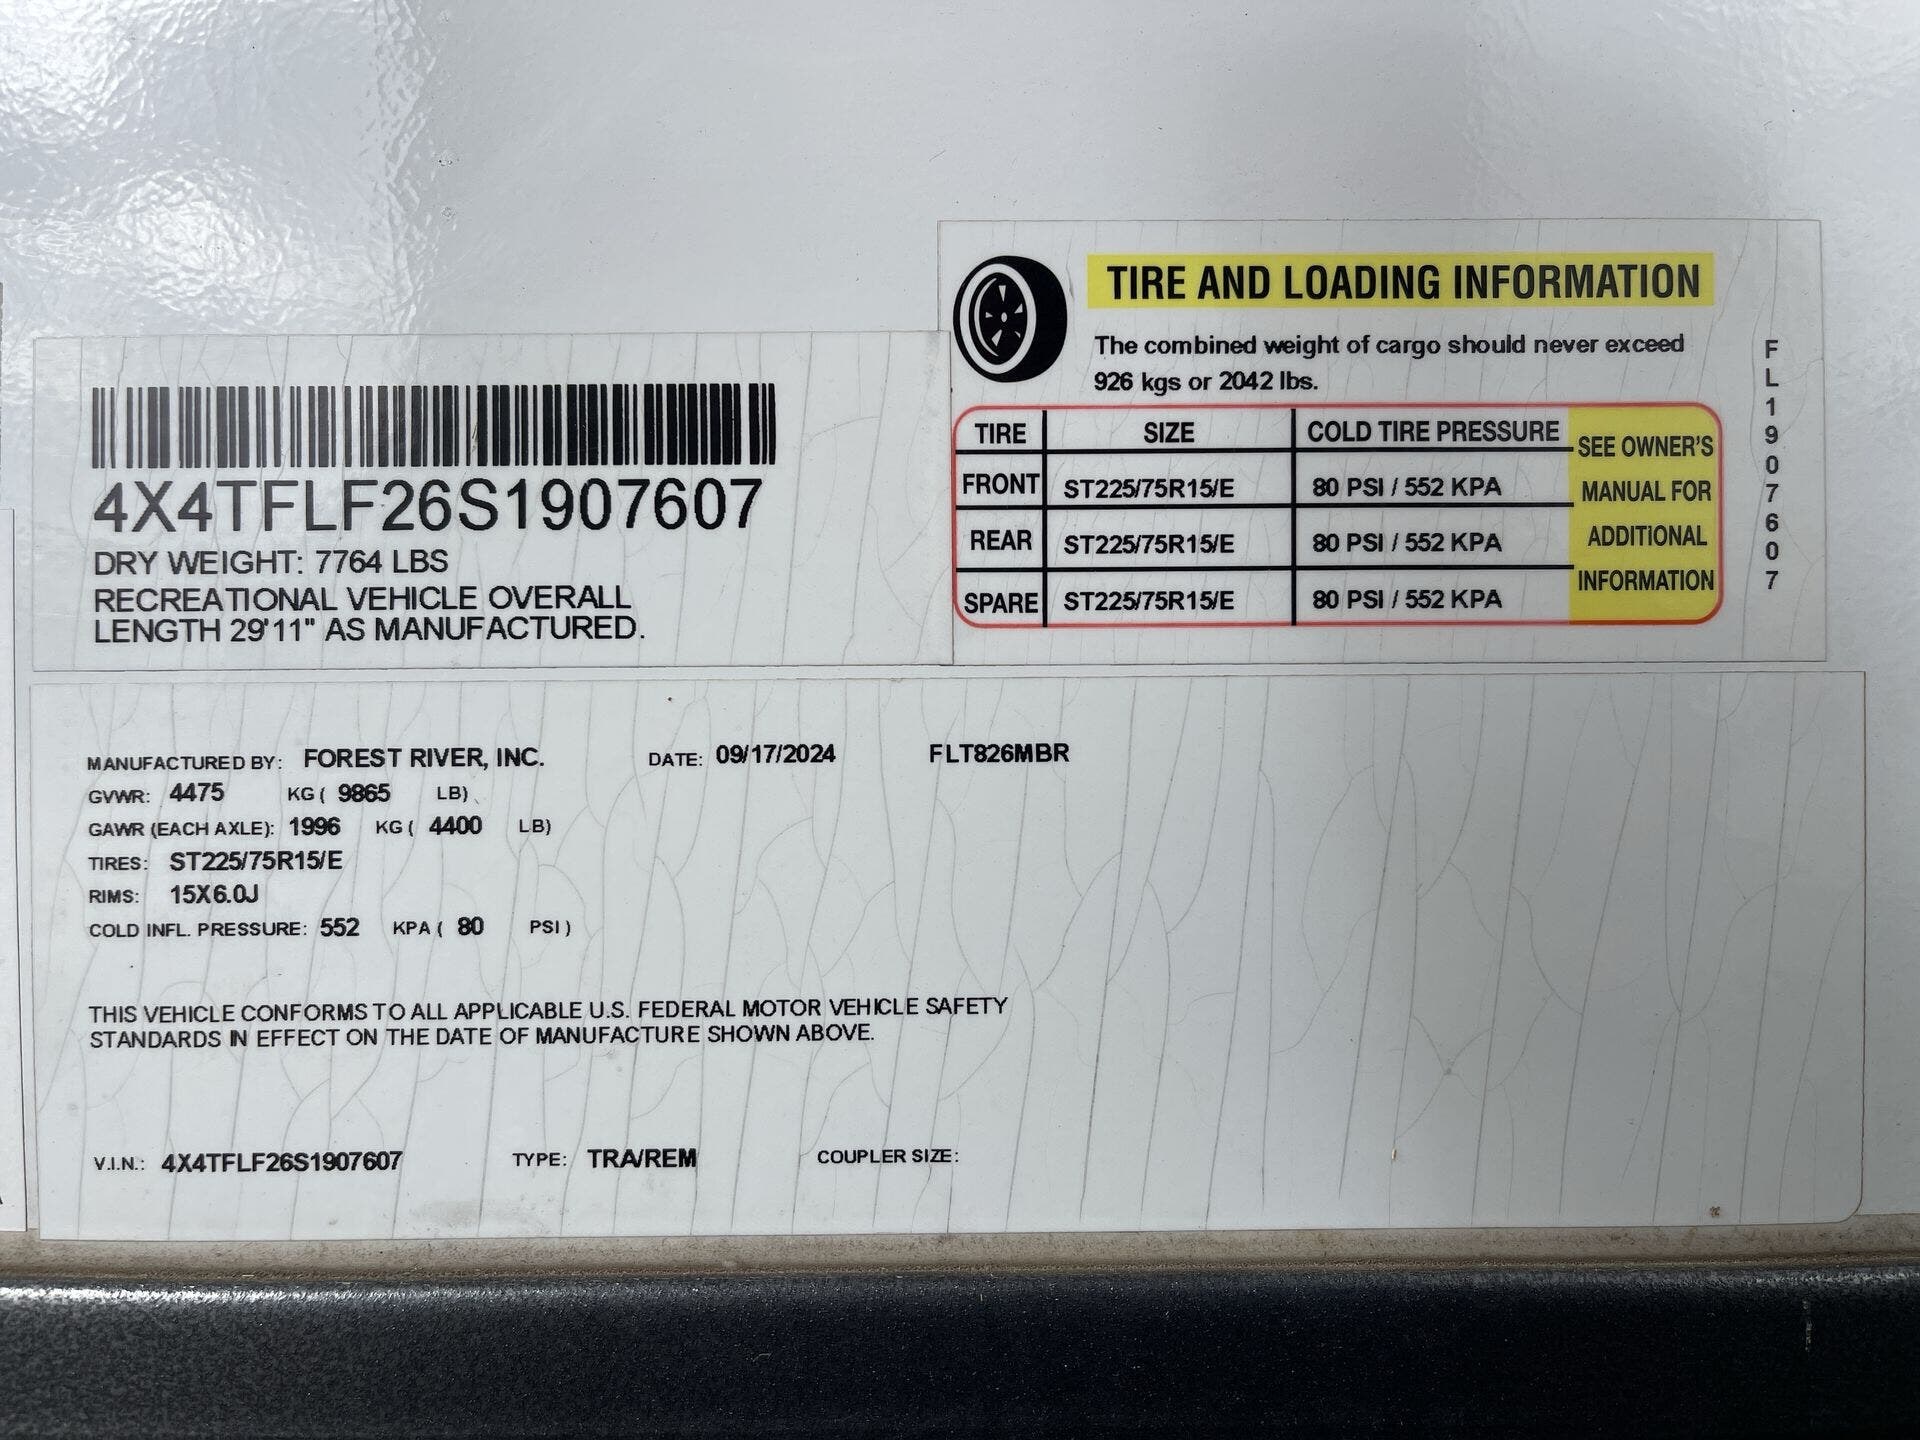 TIRE AND LOADING INFORMATION
The combined weight of cargo should never exceed
926 kgs or 2042 lbs.
TIRE SIZE COLD TIRE PRESSURE
FRONT ST225/75R15/E 80 PSI / 552 KPA
REAR ST225/75R15/E 80 PSI / 552 KPA
SPARE ST225/75R15/E 80 PSI / 552 KPA
SEE OWNER'S
MANUAL FOR
ADDITIONAL
INFORMATION
FL1907607
4X4TFLF26S1907607
DRY WEIGHT: 7764 LBS
RECREATIONAL VEHICLE OVERALL
LENGTH 29'11" AS MANUFACTURED.
MANUFACTURED BY: FOREST RIVER, INC. DATE: 09/17/2024 FLT826MBR
GVWR: 4475 KG ( 9865 LB)
GAWR (EACH AXLE): 1996 KG ( 4400 LB)
TIRES: ST225/75R15/E
RIMS: 15X6.0J
COLD INFL. PRESSURE: 552 KPA ( 80 PSI )
THIS VEHICLE CONFORMS TO ALL APPLICABLE U.S. FEDERAL MOTOR VEHICLE SAFETY
STANDARDS IN EFFECT ON THE DATE OF MANUFACTURE SHOWN ABOVE.
V.I.N.: 4X4TFLF26S1907607 TYPE: TRA/REM COUPLER SIZE: